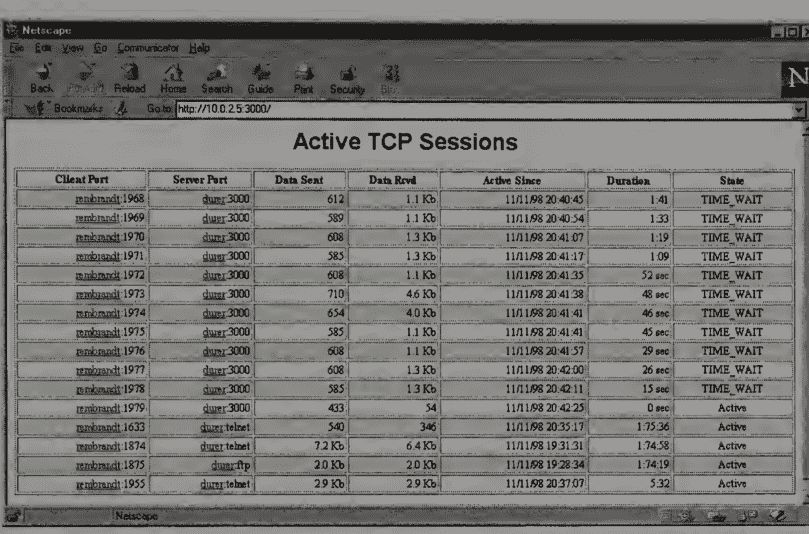 Netscape
File Edit View Go Communicator Help
Back Reload Home Search Guide Print Security
N
Bookmarks Go to: http://10.0.2.5:3000/
Active TCP Sessions
Client Port Server Port Data Sent Data Rcvd Active Since Duration State
rembrandt:1968 durer:3000 612 1.1 Kb 11/11/98 20:40:45 1:41 TIME_WAIT
rembrandt:1969 durer:3000 589 1.1 Kb 11/11/98 20:40:54 1:33 TIME_WAIT
rembrandt:1970 durer:3000 608 1.3 Kb 11/11/98 20:41:07 1:19 TIME_WAIT
rembrandt:1971 durer:3000 585 1.3 Kb 11/11/98 20:41:17 1:09 TIME_WAIT
rembrandt:1972 durer:3000 608 1.1 Kb 11/11/98 20:41:35 52 sec TIME_WAIT
rembrandt:1973 durer:3000 710 4.6 Kb 11/11/98 20:41:38 48 sec TIME_WAIT
rembrandt:1974 durer:3000 654 4.0 Kb 11/11/98 20:41:41 46 sec TIME_WAIT
rembrandt:1975 durer:3000 585 1.1 Kb 11/11/98 20:41:41 45 sec TIME_WAIT
rembrandt:1976 durer:3000 608 1.1 Kb 11/11/98 20:41:57 29 sec TIME_WAIT
rembrandt:1977 durer:3000 608 1.3 Kb 11/11/98 20:42:00 26 sec TIME_WAIT
rembrandt:1978 durer:3000 585 1.3 Kb 11/11/98 20:42:11 15 sec TIME_WAIT
rembrandt:1979 durer:3000 433 54 11/11/98 20:42:25 0 sec Active
rembrandt:1633 durer:telnet 540 346 11/11/98 20:35:17 1:75:36 Active
rembrandt:1874 durer:telnet 7.2 Kb 6.4 Kb 11/11/98 19:31:31 1:74:58 Active
rembrandt:1875 durer:ftp 2.0 Kb 2.0 Kb 11/11/98 19:28:34 1:74:19 Active
rembrandt:1955 durer:telnet 2.9 Kb 2.9 Kb 11/11/98 20:37:07 5:32 Active
Netscape